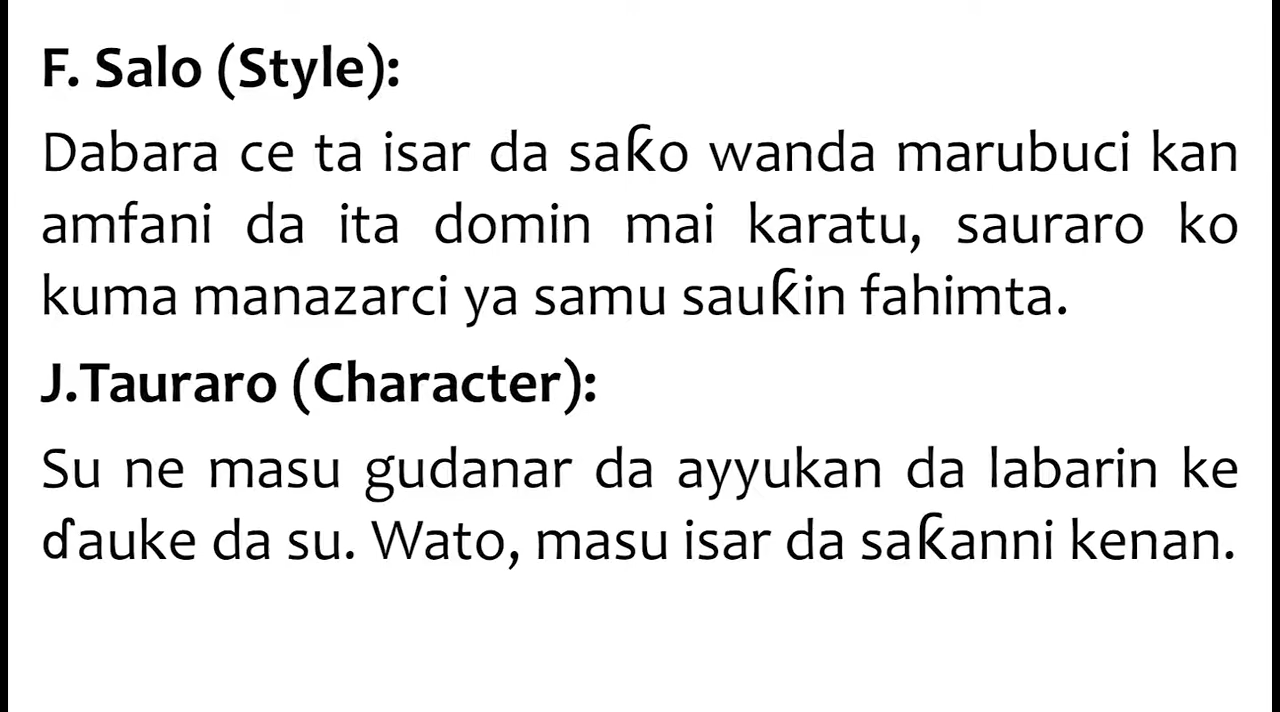 F. Salo (Style):
Dabara ce ta isar da saƙo wanda marubuci kan
amfani da ita domin mai karatu, sauraro ko
kuma manazarci ya samu sauƙin fahimta.
J.Tauraro (Character):
Su ne masu gudanar da ayyukan da labarin ke
ɗauke da su. Wato, masu isar da saƙanni kenan.